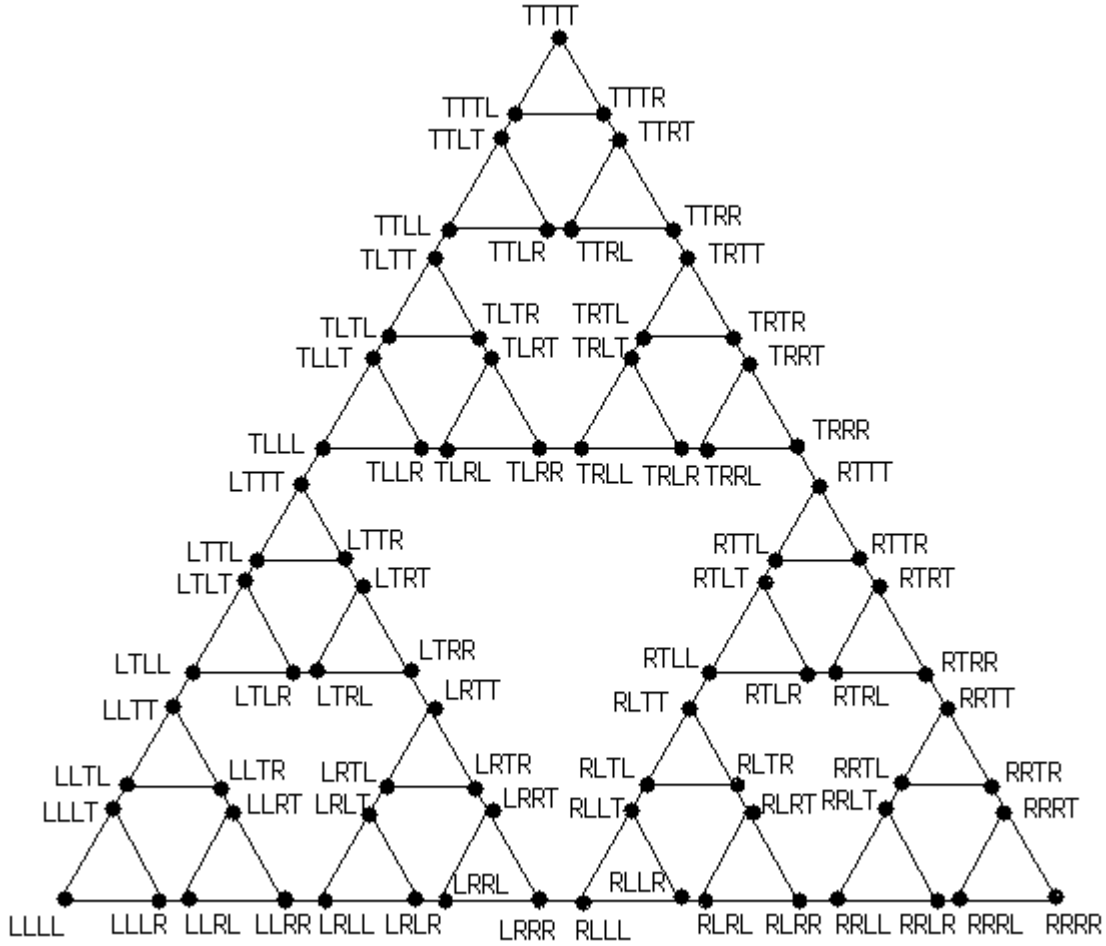 TTTT
TTTL TTTR
TTLT TTRT
TTLL TTRR
TTLR TTRL
TLTT TRTT
TLTL TLTR TRTL TRTR
TLLT TLRT TRLT TRRT
TLLL TRRR
TLLR TLRL TLRR TRLL TRLR TRRL
LTTT RTTT
LTTL LTTR RTTL RTTR
LTLT LTRT RTLT RTRT
LTLL LTRR RTLL RTRR
LTLR LTRL RTLR RTRL
LLTT LRTT RLTT RRTT
LLTL LLTR LRTL LRTR RLTL RLTR RRTL RRTR
LLLT LLRT LRLT LRRT RLLT RLRT RRLT RRRT
LRRL RLLR
LLLL LLLR LLRL LLRR LRLL LRLR LRRR RLLL RLRL RLRR RRLL RRLR RRRL RRRR